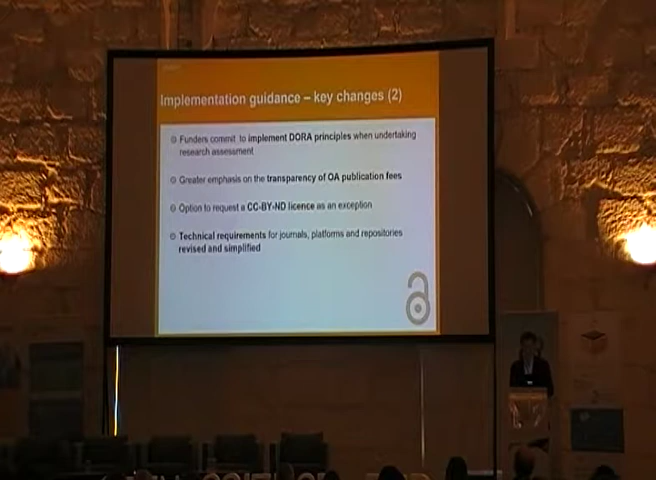 Implementation guidance – key changes (2)
Funders commit to implement DORA principles when undertaking
research assessment
Greater emphasis on the transparency of OA publication fees
Option to request a CC-BY-ND licence as an exception
Technical requirements for journals, platforms and repositories
revised and simplified